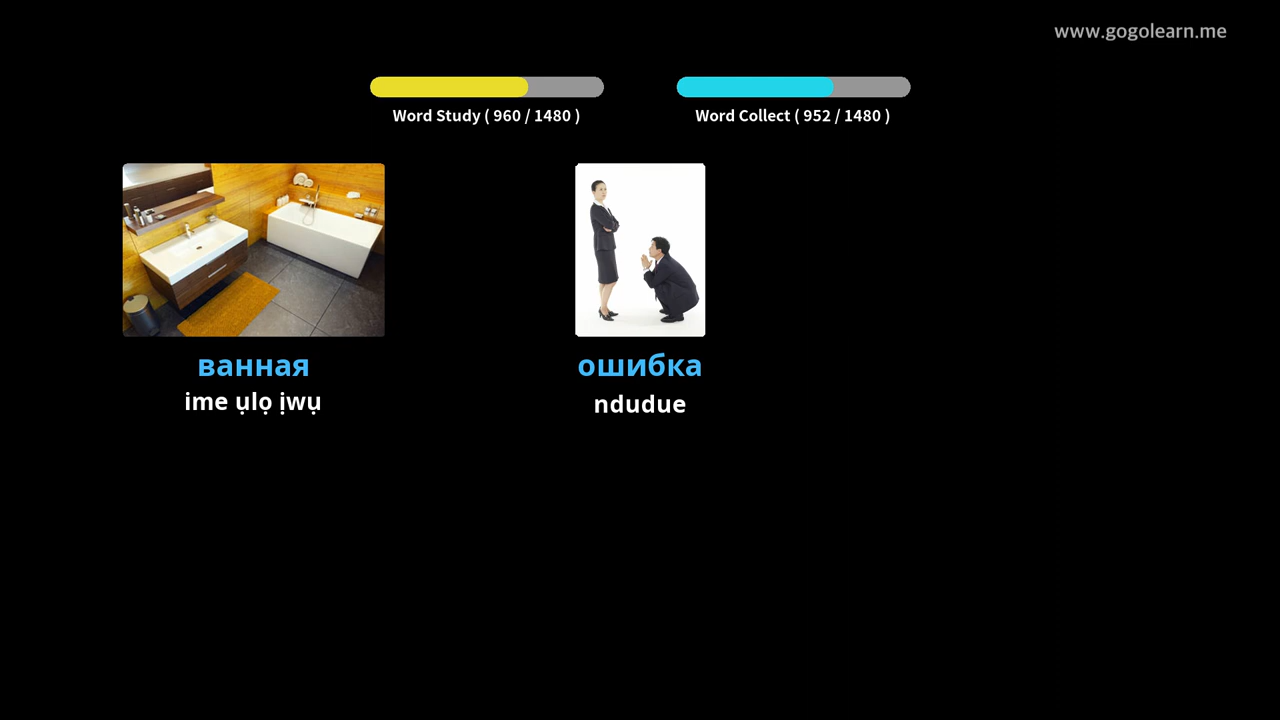 www.gogolearn.me
Word Study ( 960 / 1480 )
Word Collect ( 952 / 1480 )
ванная
ime ụlọ ịwụ
ошибка
ndudue